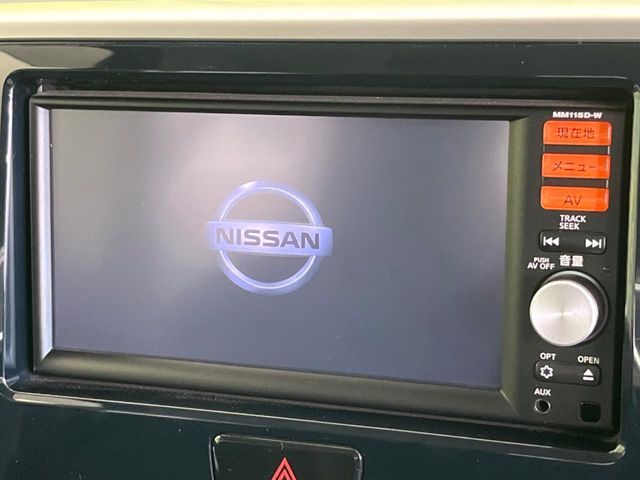 MM115D-W
現在地
メニュー
AV
TRACK
SEEK
NISSAN
PUSH
AV OFF
音量
OPT
OPEN
AUX